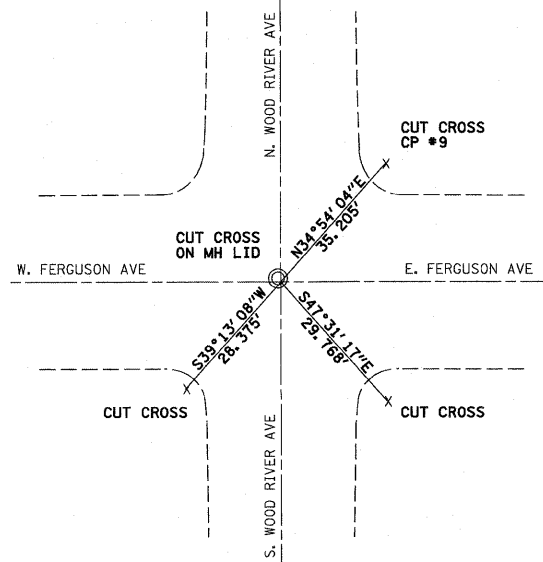 N. WOOD RIVER AVE
CUT CROSS
CP #9
N34°54'04"E
35.205'
CUT CROSS
ON MH LID
W. FERGUSON AVE
E. FERGUSON AVE
S39°13'08"W
28.375'
S47°31'17"E
29.768'
CUT CROSS
CUT CROSS
S. WOOD RIVER AVE